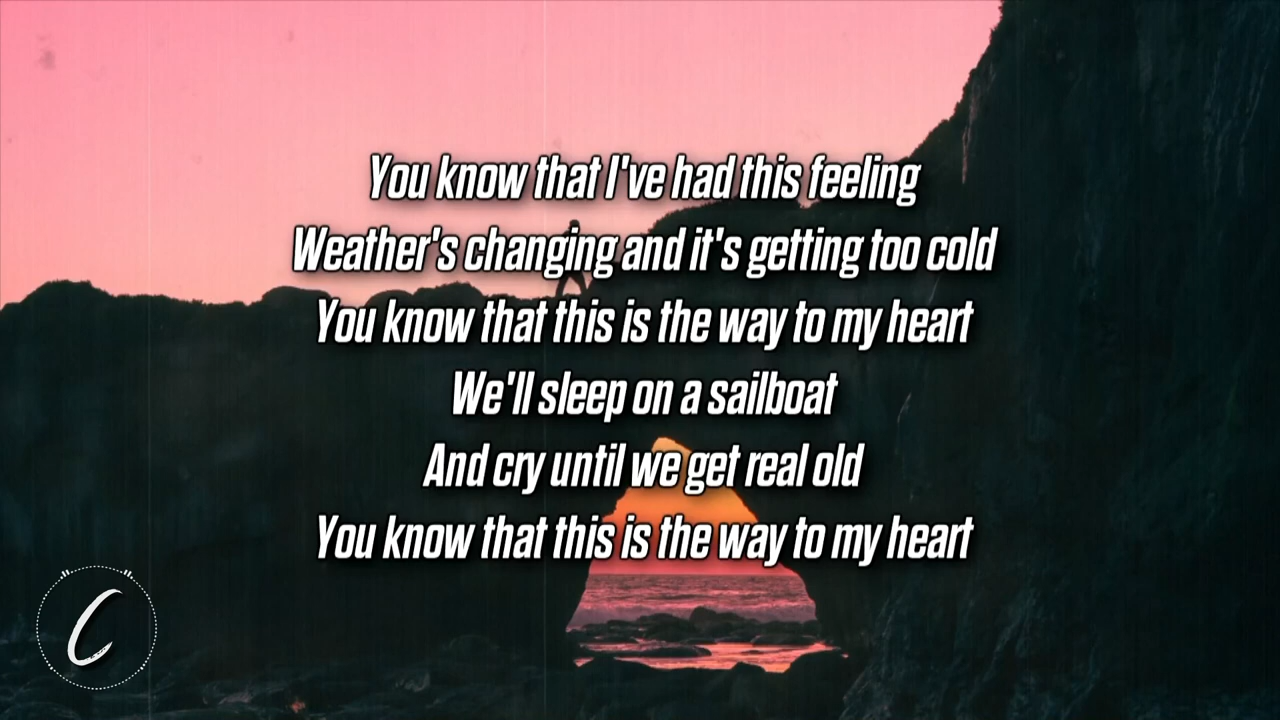 You know that I've had this feeling
Weather's changing and it's getting too cold
You know that this is the way to my heart
We'll sleep on a sailboat
And cry until we get real old
You know that this is the way to my heart
C